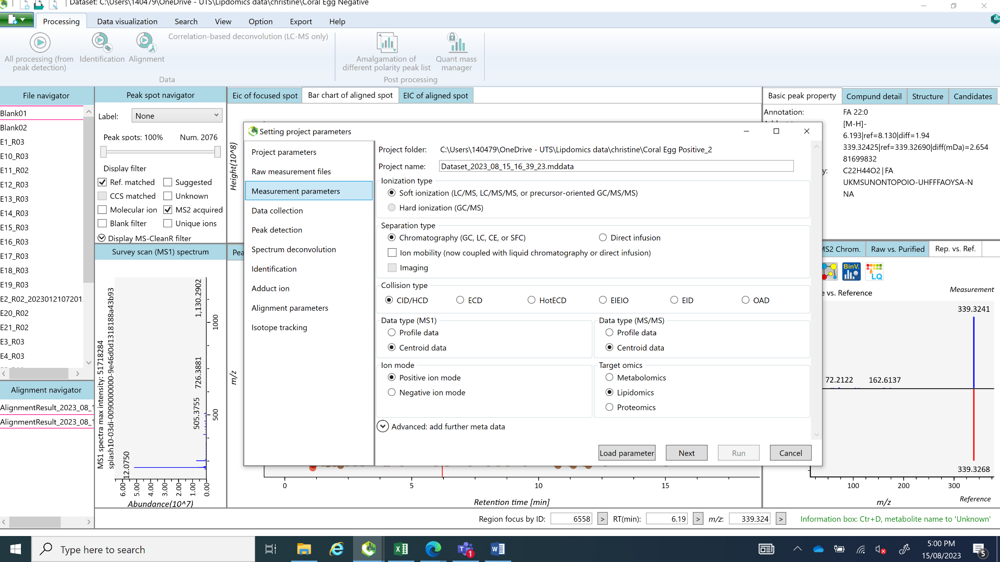 Dataset: C:\Users\140479\OneDrive - UTS\Lipdomics data\christine\Coral Egg Negative
Processing Data visualization Search View Option Export Help
All processing (from peak detection)
Identification
Alignment
Correlation-based deconvolution (LC-MS only)
Data
Amalgamation of different polarity peak list
Quant mass manager
Post processing
File navigator
Blank01
Blank02
E1_R03
E10_R03
E11_R02
E12_R03
E13_R03
E14_R03
E15_R03
E16_R03
E17_R03
E18_R03
E19_R03
E2_R02_2023012107201
E20_R02
E21_R02
E3_R03
E4_R03
Alignment navigator
AlignmentResult_2023_08_1
AlignmentResult_2023_08_1
Peak spot navigator
Label: None
Peak spots: 100% Num. 2076
Display filter
Ref. matched Suggested
CCS matched Unknown
Molecular ion MS2 acquired
Blank filter Unique ions
Display MS-CleanR filter
Survey scan (MS1) spectrum
MS1 spectra max intensity: 51718284
1,130.2902
726.3881
505.3755
12.0750
1000
500
6.00 5.00 4.00 3.00 2.00 1.00 0.00
Abundance(10^7)
Eic of focused spot Bar chart of aligned spot EIC of aligned spot
Height(10^8)
Pea
m/z
Setting project parameters
Project parameters
Raw measurement files
Measurement parameters
Data collection
Peak detection
Spectrum deconvolution
Identification
Adduct ion
Alignment parameters
Isotope tracking
Project folder: C:\Users\140479\OneDrive - UTS\Lipdomics data\christine\Coral Egg Positive_2
Project name: Dataset_2023_08_15_16_39_23.mddata
Ionization type
Soft ionization (LC/MS, LC/MS/MS, or precursor-oriented GC/MS/MS)
Hard ionization (GC/MS)
Separation type
Chromatography (GC, LC, CE, or SFC) Direct infusion
Ion mobility (now coupled with liquid chromatography or direct infusion)
Imaging
Collision type
CID/HCD ECD HotECD EIEIO EID OAD
Data type (MS1)
Profile data
Centroid data
Data type (MS/MS)
Profile data
Centroid data
Ion mode
Positive ion mode
Negative ion mode
Target omics
Metabolomics
Lipidomics
Proteomics
Advanced: add further meta data
Load parameter Next Run Cancel
0 5 10 15
Retention time [min]
Basic peak property Compund detail Structure Candidates
Annotation: FA 22:0
[M-H]-
6.193|ref=8.130|diff=1.94
339.32425|ref=339.32690|diff(mDa)=2.654
81699832
y: C22H44O2|FA
UKMSUNONTOPOIO-UHFFFAOYSA-N
NA
MS2 Chrom. Raw vs. Purified Rep. vs. Ref.
BinV.
LQ
e vs. Reference
Measurement
339.3241
72.2122 162.6137
339.3268
100 200 300
Reference
m/z
Region focus by ID: 6558 > RT(min): 6.19 > m/z: 339.324 >
Information box: Ctr+D, metabolite name to 'Unknown'
Type here to search
1
5:00 PM
15/08/2023
5